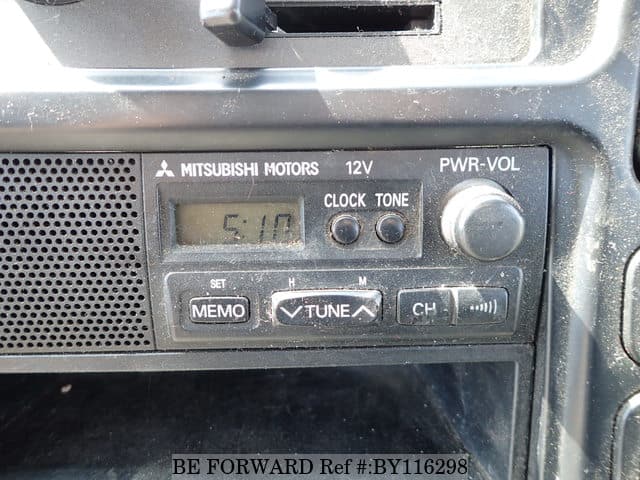 MITSUBISHI MOTORS 12V PWR-VOL
CLOCK TONE
5:10
SET H M
MEMO TUNE CH
BE FORWARD Ref #:BY116298